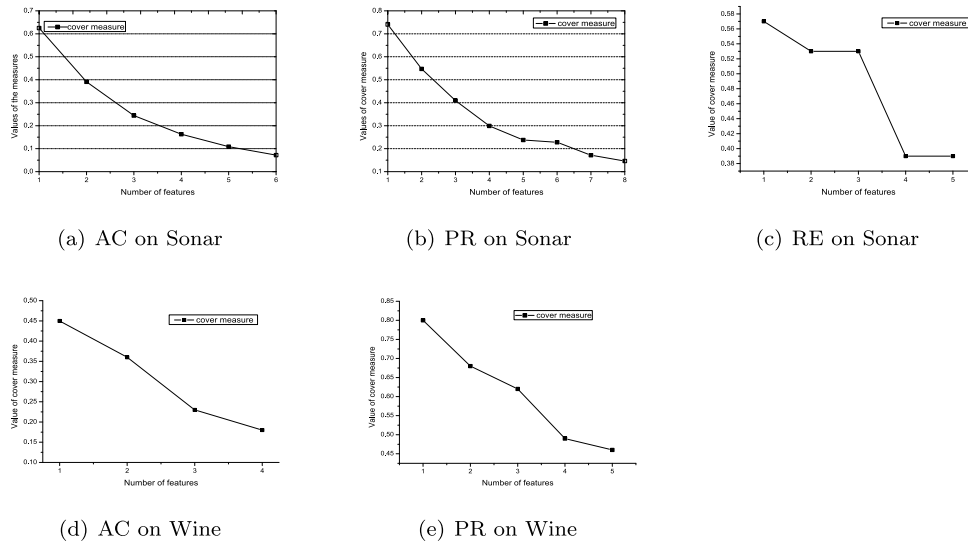 0,7
0,6
0,5
0,4
0,3
0,2
0,1
0,0
Values of the measures
cover measure
1 2 3 4 5 6
Number of features
(a) AC on Sonar
0,7
0,6
0,5
0,4
0,3
0,2
0,1
Values of cover measure
cover measure
1 2 3 4 5 6 7 8
Number of features
(b) PR on Sonar
0,58
0,56
0,54
0,52
0,50
0,48
0,46
0,44
0,42
0,40
0,38
Value of cover measure
cover measure
1 2 3 4 5
Number of features
(c) RE on Sonar
0,50
0,45
0,40
0,35
0,30
0,25
0,20
0,15
0,10
Value of cover measure
cover measure
1 2 3 4
Number of features
(d) AC on Wine
0,85
0,80
0,75
0,70
0,65
0,60
0,55
0,50
0,45
Value of cover measure
cover measure
1 2 3 4 5
Number of features
(e) PR on Wine